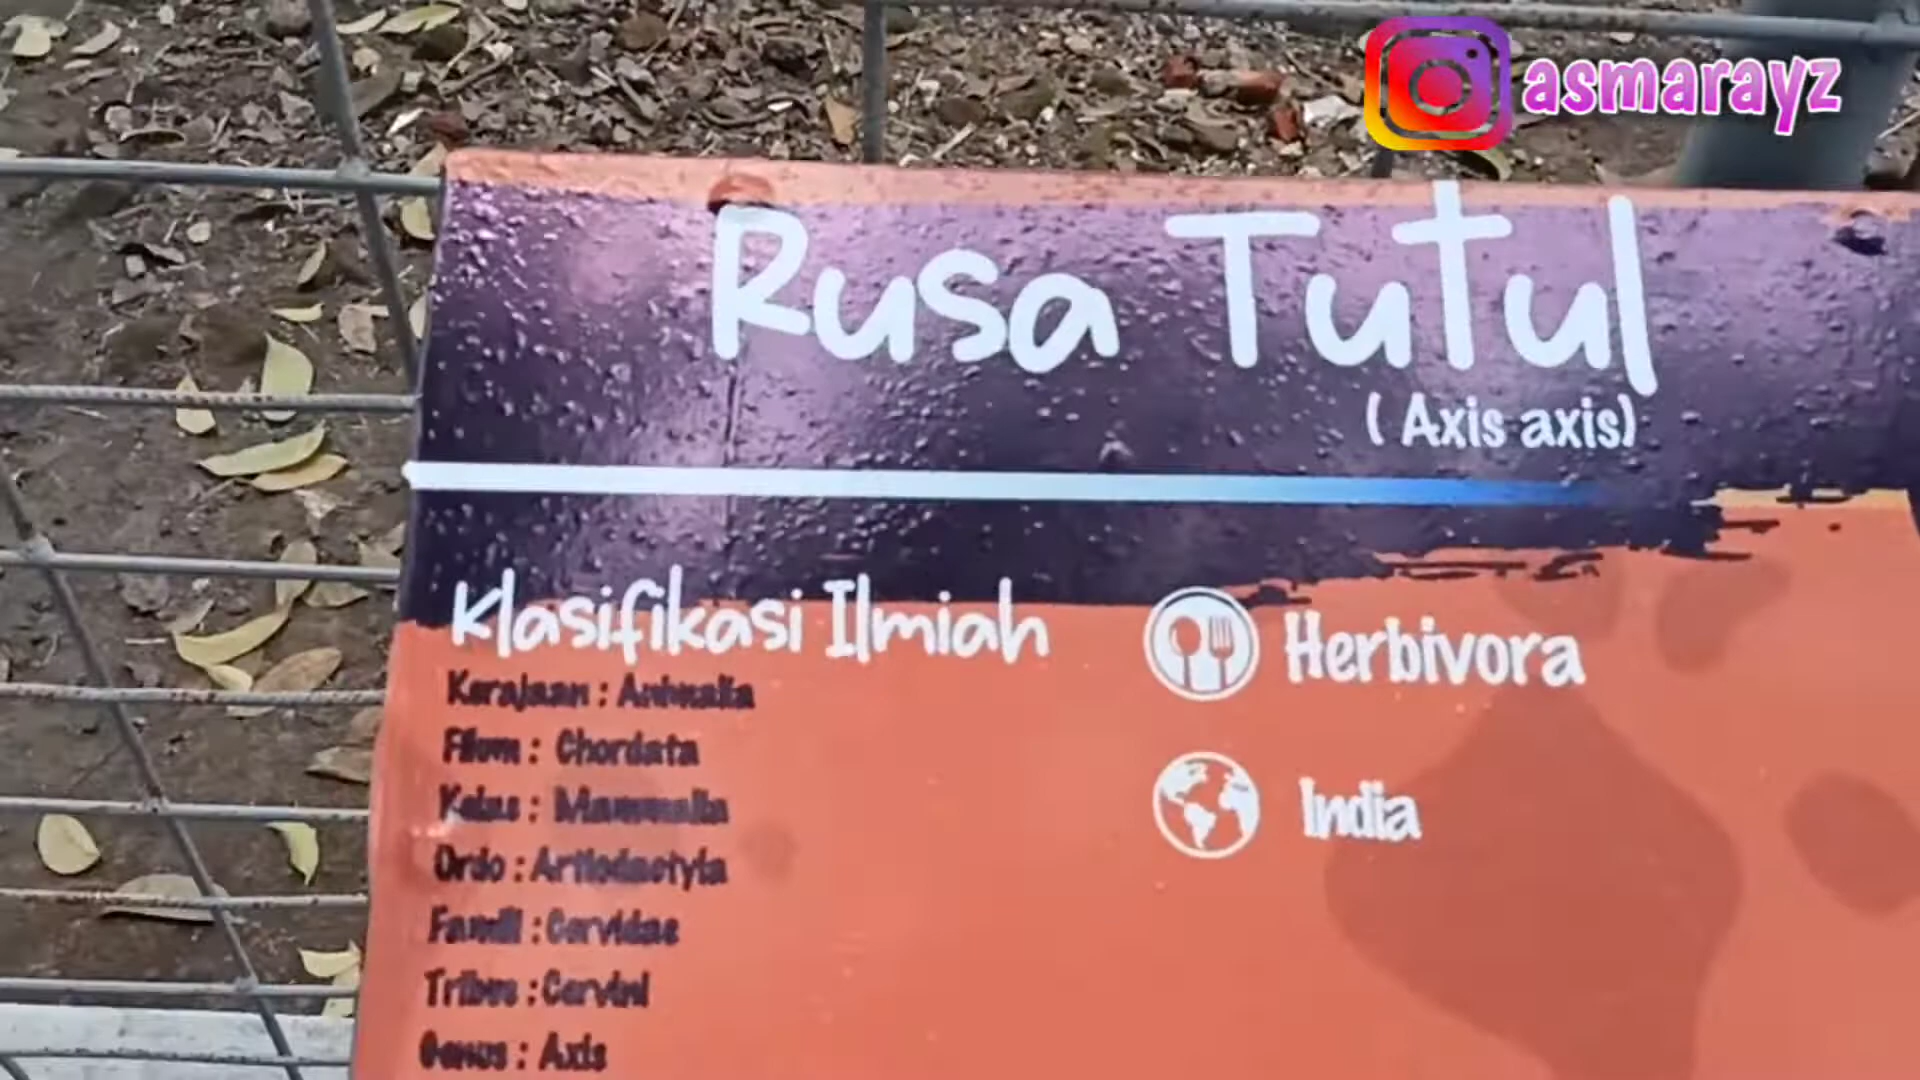 asmarayz
Rusa Tutul
( Axis axis)
Klasifikasi Ilmiah
Kerajaan : Animalia
Filum : Chordata
Kelas : Mammalia
Ordo : Artiodactyla
Famili : Cervidae
Tribus : Cervini
Genus : Axis
Herbivora
India